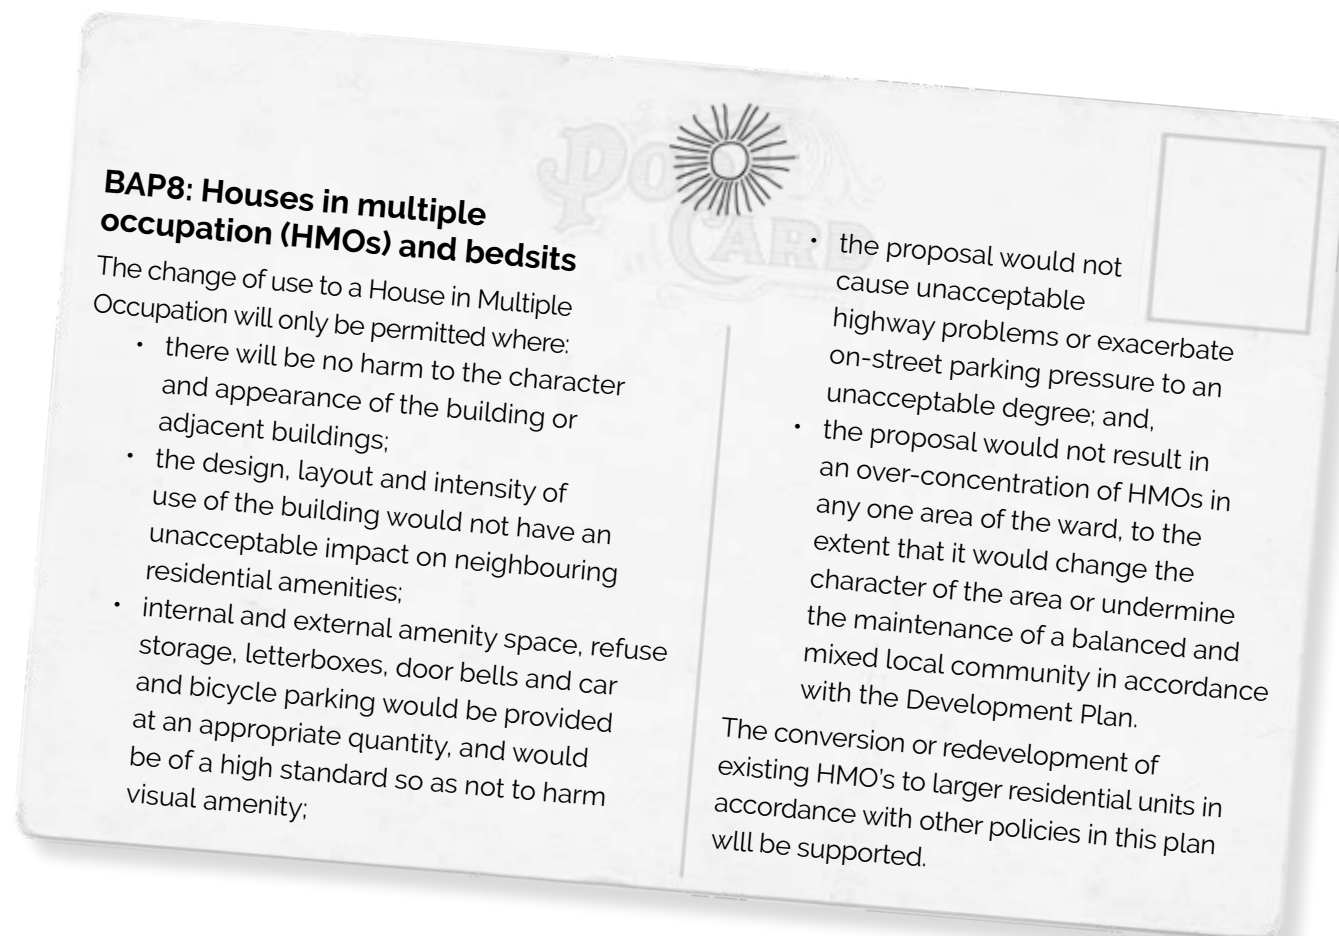 POST
CARD
BAP8: Houses in multiple
occupation (HMOs) and bedsits
The change of use to a House in Multiple
Occupation will only be permitted where:
• there will be no harm to the character
and appearance of the building or
adjacent buildings;
• the design, layout and intensity of
use of the building would not have an
unacceptable impact on neighbouring
residential amenities;
• internal and external amenity space, refuse
storage, letterboxes, door bells and car
and bicycle parking would be provided
at an appropriate quantity, and would
be of a high standard so as not to harm
visual amenity;
• the proposal would not
cause unacceptable
highway problems or exacerbate
on-street parking pressure to an
unacceptable degree; and,
• the proposal would not result in
an over-concentration of HMOs in
any one area of the ward, to the
extent that it would change the
character of the area or undermine
the maintenance of a balanced and
mixed local community in accordance
with the Development Plan.
The conversion or redevelopment of
existing HMO's to larger residential units in
accordance with other policies in this plan
wlll be supported.